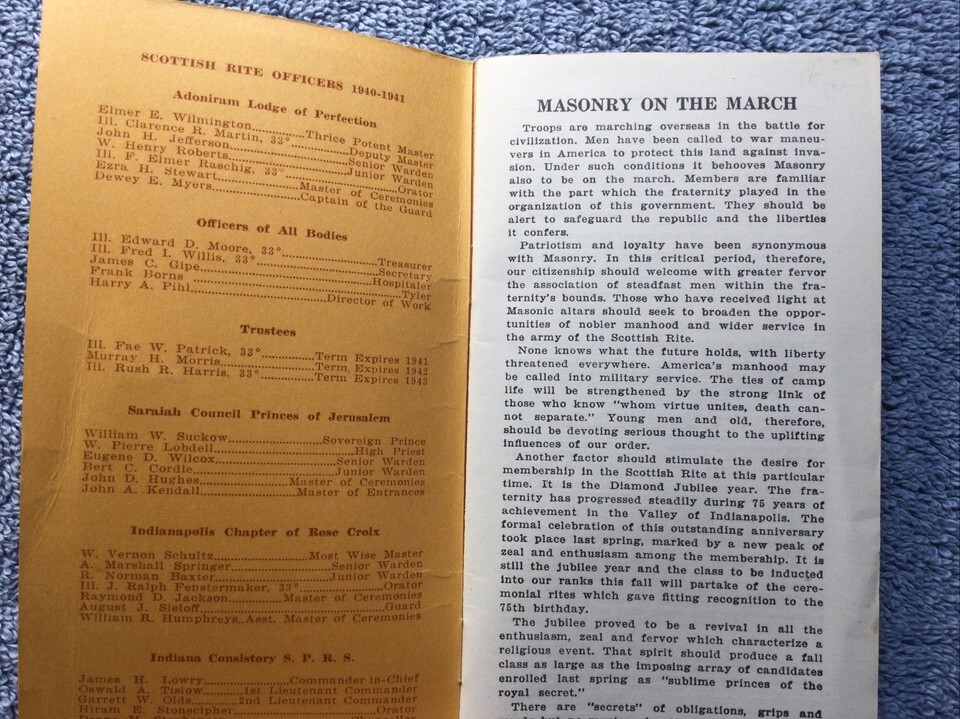 SCOTTISH RITE OFFICERS 1940-1941
Adoniram Lodge of Perfection
Elmer E. Wilmington............Thrice Potent Master
Ill. Clarence R. Martin, 33°..............Deputy Master
John H. Jefferson..........................Senior Warden
W. Henry Roberts..........................Junior Warden
Ill. F. Elmer Raschig, 33°..........................Orator
Ezra H. Stewart.................Master of Ceremonies
Dewey E. Myers..................Captain of the Guard
Officers of All Bodies
Ill. Edward D. Moore, 33°......................Treasurer
Ill. Fred I. Willis, 33°...........................Secretary
James C. Gipe....................................Hospitaler
Frank Borns ..........................................Tyler
Harry A. Pihl............................Director of Work
Trustees
Ill. Fae W. Patrick, 33°.............Term Expires 1941
Murray H. Morris.....................Term Expires 1942
Ill. Rush R. Harris, 33°.............Term Expires 1943
Saraiah Council Princes of Jerusalem
William W. Suckow....................Sovereign Prince
W. Pierre Lobdell..............................High Priest
Eugene D. Wilcox..........................Senior Warden
Bert C. Cordle..............................Junior Warden
John D. Hughes..................Master of Ceremonies
John A. Kendall....................Master of Entrances
Indianapolis Chapter of Rose Croix
W. Vernon Schultz....................Most Wise Master
A. Marshall Springer.....................Senior Warden
R. Norman Baxter.........................Junior Warden
Ill. J. Ralph Fenstermaker, 33°....................Orator
Raymond D. Jackson...........Master of Ceremonies
August J. Sieloff.....................................Guard
William R. Humphreys..Asst. Master of Ceremonies
Indiana Consistory S. P. R. S.
James H. Lowry..................Commander in-Chief
Oswald A. Tislow.........1st Lieutenant Commander
Garrett W. Olds...........2nd Lieutenant Commander
Hiram E. Stonecipher.............................Orator
MASONRY ON THE MARCH
Troops are marching overseas in the battle for
civilization. Men have been called to war maneu-
vers in America to protect this land against inva-
sion. Under such conditions it behooves Masonry
also to be on the march. Members are familiar
with the part which the fraternity played in the
organization of this government. They should be
alert to safeguard the republic and the liberties
it confers.
Patriotism and loyalty have been synonymous
with Masonry. In this critical period, therefore,
our citizenship should welcome with greater fervor
the association of steadfast men within the fra-
ternity's bounds. Those who have received light at
Masonic altars should seek to broaden the oppor-
tunities of nobler manhood and wider service in
the army of the Scottish Rite.
None knows what the future holds, with liberty
threatened everywhere. America's manhood may
be called into military service. The ties of camp
life will be strengthened by the strong link of
those who know "whom virtue unites, death can-
not separate." Young men and old, therefore,
should be devoting serious thought to the uplifting
influences of our order.
Another factor should stimulate the desire for
membership in the Scottish Rite at this particular
time. It is the Diamond Jubilee year. The fra-
ternity has progressed steadily during 75 years of
achievement in the Valley of Indianapolis. The
formal celebration of this outstanding anniversary
took place last spring, marked by a new peak of
zeal and enthusiasm among the membership. It is
still the jubilee year and the class to be inducted
into our ranks this fall will partake of the cere-
monial rites which gave fitting recognition to the
75th birthday.
The jubilee proved to be a revival in all the
enthusiasm, zeal and fervor which characterize a
religious event. That spirit should produce a fall
class as large as the imposing array of candidates
enrolled last spring as "sublime princes of the
royal secret."
There are "secrets" of obligations, grips and